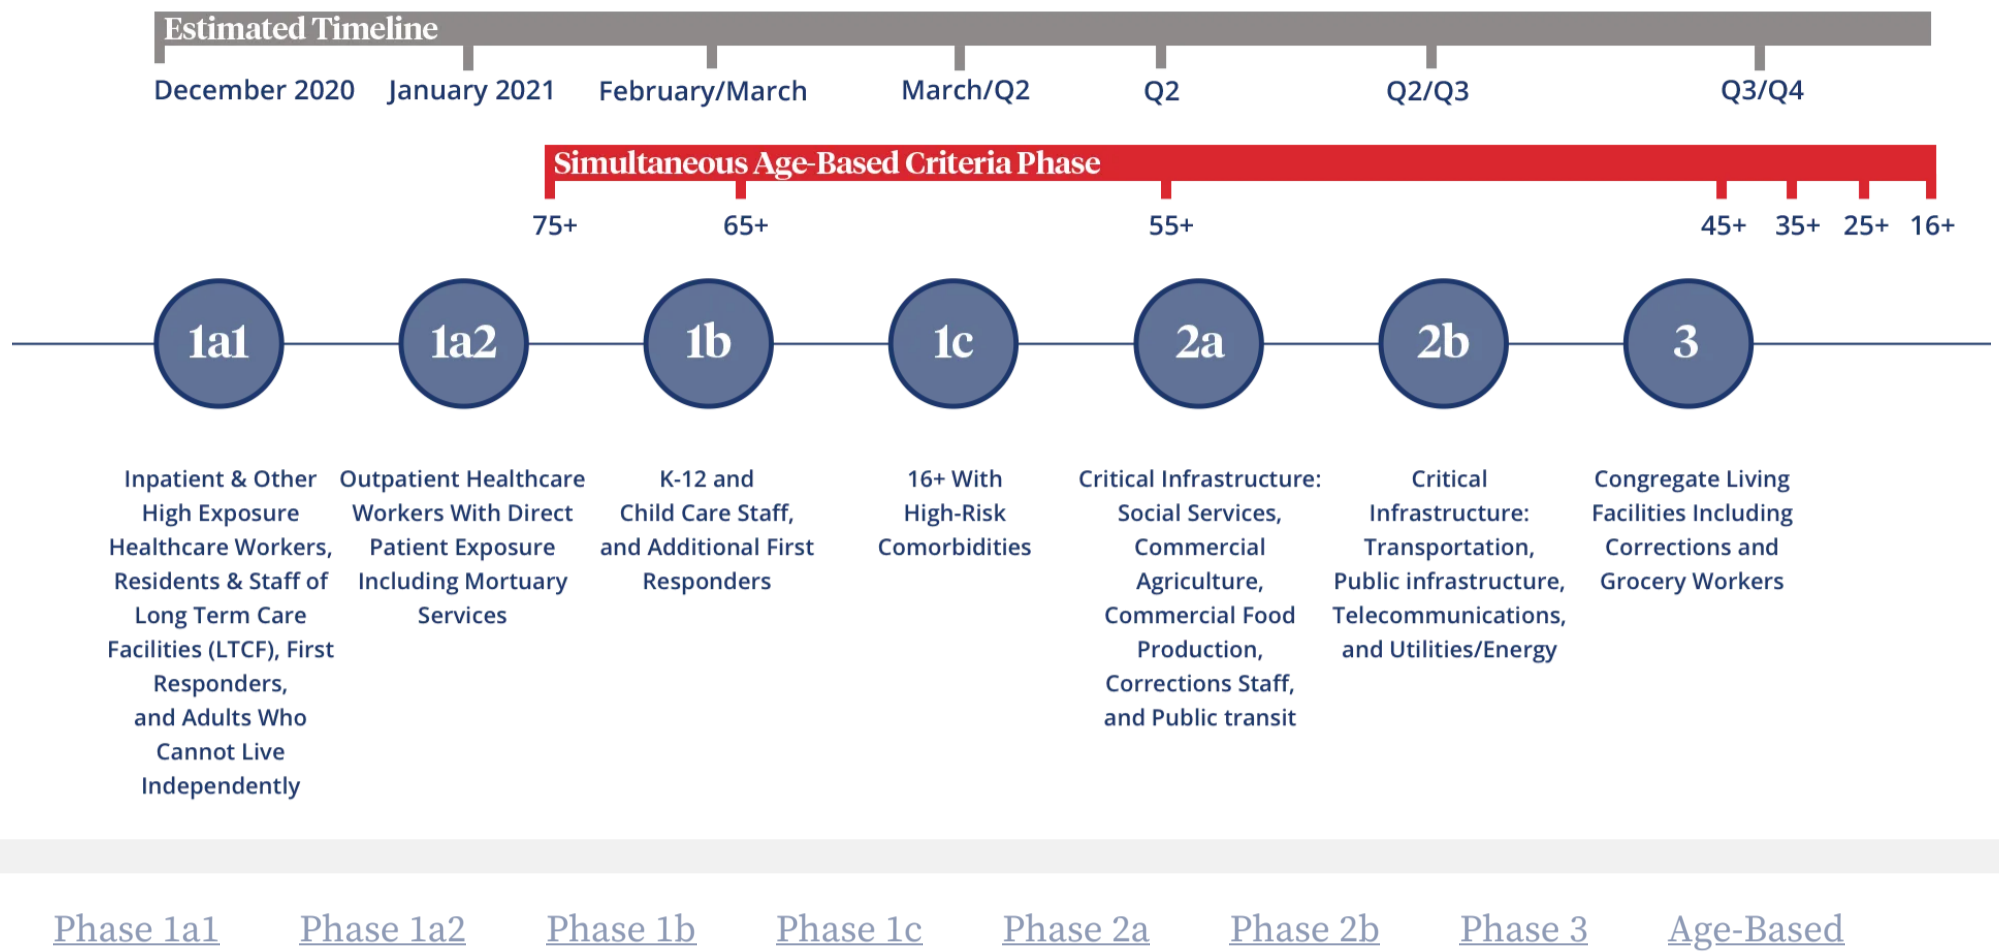 Estimated Timeline
December 2020 January 2021 February/March March/Q2 Q2 Q2/Q3 Q3/Q4
Simultaneous Age-Based Criteria Phase
75+ 65+ 55+ 45+ 35+ 25+ 16+
1a1
1a2
1b
1c
2a
2b
3
Inpatient & Other
High Exposure
Healthcare Workers,
Residents & Staff of
Long Term Care
Facilities (LTCF), First
Responders,
and Adults Who
Cannot Live
Independently
Outpatient Healthcare
Workers With Direct
Patient Exposure
Including Mortuary
Services
K-12 and
Child Care Staff,
and Additional First
Responders
16+ With
High-Risk
Comorbidities
Critical Infrastructure:
Social Services,
Commercial
Agriculture,
Commercial Food
Production,
Corrections Staff,
and Public transit
Critical
Infrastructure:
Transportation,
Public infrastructure,
Telecommunications,
and Utilities/Energy
Congregate Living
Facilities Including
Corrections and
Grocery Workers
Phase 1a1 Phase 1a2 Phase 1b Phase 1c Phase 2a Phase 2b Phase 3 Age-Based